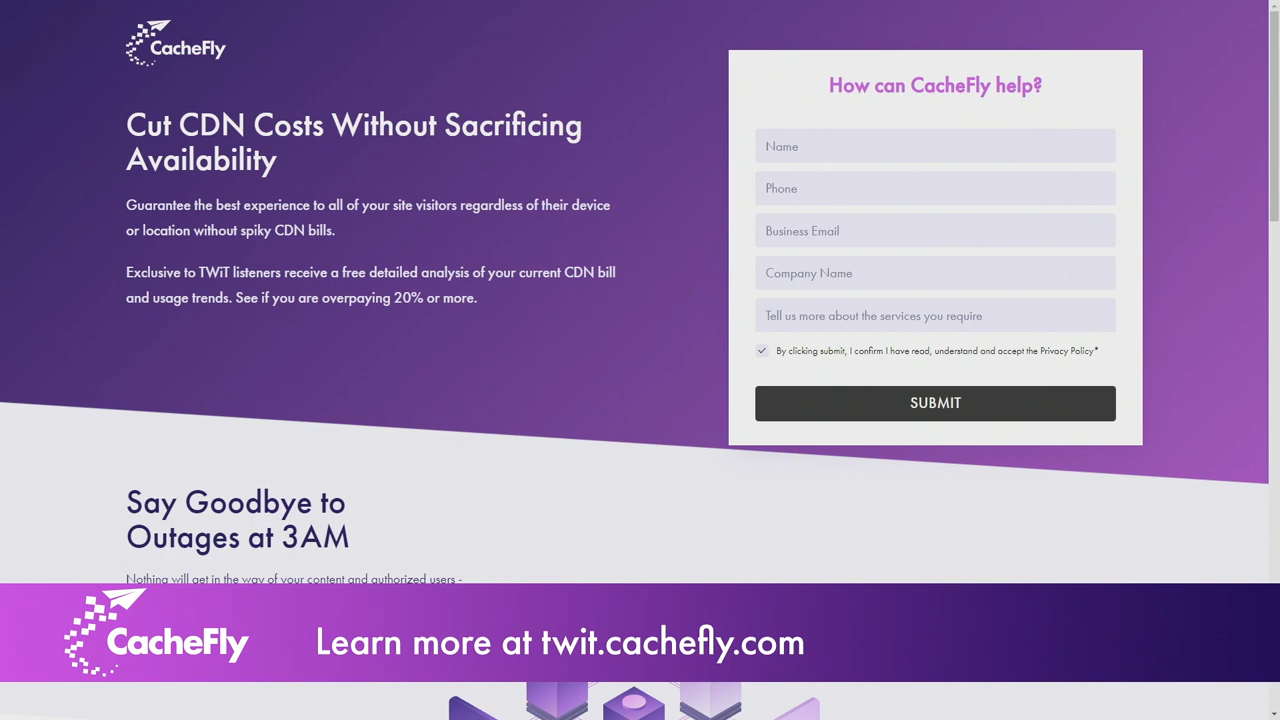 CacheFly
Cut CDN Costs Without Sacrificing
Availability
Guarantee the best experience to all of your site visitors regardless of their device
or location without spiky CDN bills.
Exclusive to TWiT listeners receive a free detailed analysis of your current CDN bill
and usage trends. See if you are overpaying 20% or more.
How can CacheFly help?
Name
Phone
Business Email
Company Name
Tell us more about the services you require
By clicking submit, I confirm I have read, understand and accept the Privacy Policy*
SUBMIT
Say Goodbye to
Outages at 3AM
Nothing will get in the way of your content and authorized users -
CacheFly
Learn more at twit.cachefly.com